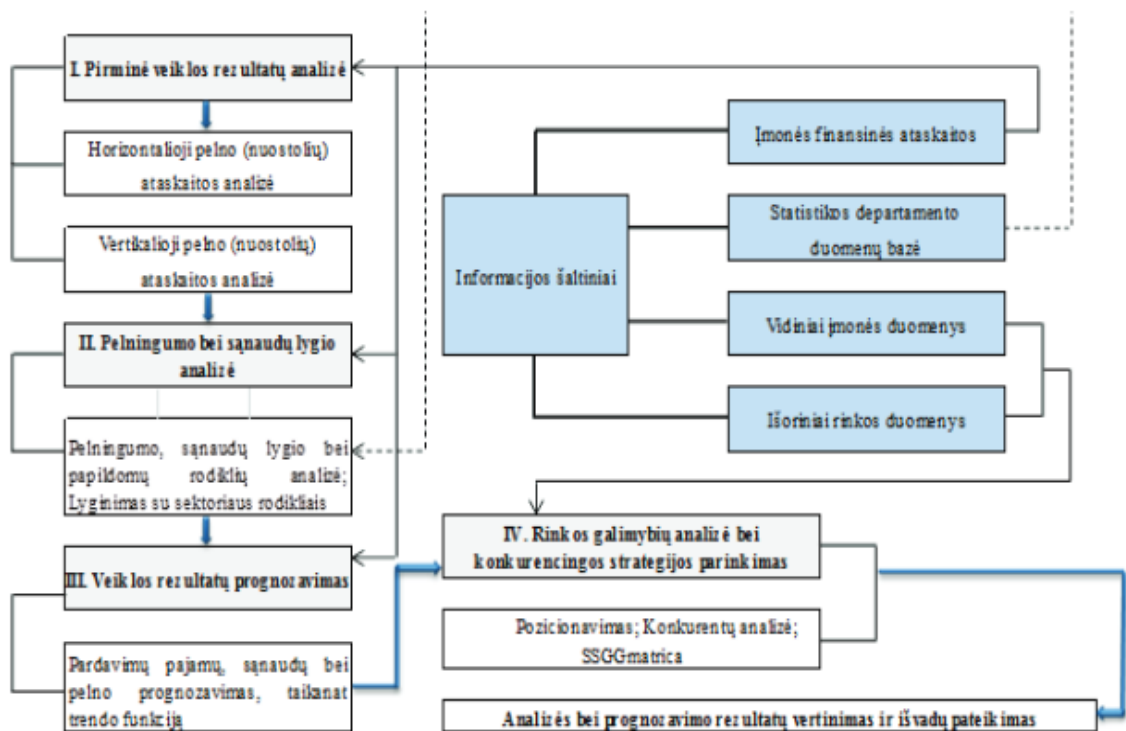 I. Pirminė veiklos rezultatų analizė
Horizontalioji pelno (nuostolių)
ataskaitos analizė
Vertikalioji pelno (nuostolių)
ataskaitos analizė
II. Pelningumo bei sąnaudų lygio
analizė
Pelningumo, sąnaudų lygio bei
papildomų rodiklių analizė;
Lyginimas su sektoriaus rodikliais
III. Veiklos rezultatų prognozavimas
Pardavimų pajamų, sąnaudų bei
pelno prognozavimas, taikanat
trendo funkciją
Informacijos šaltiniai
Įmonės finansinės ataskaitos
Statistikos departamento
duomenų bazė
Vidiniai įmonės duomenys
Išoriniai rinkos duomenys
IV. Rinkos galimybių analizė bei
konkurencingos strategijos parinkimas
Pozicionavimas; Konkurentų analizė;
SSGG matrica
Analizės bei prognozavimo rezultatų vertinimas ir išvadų pateikimas